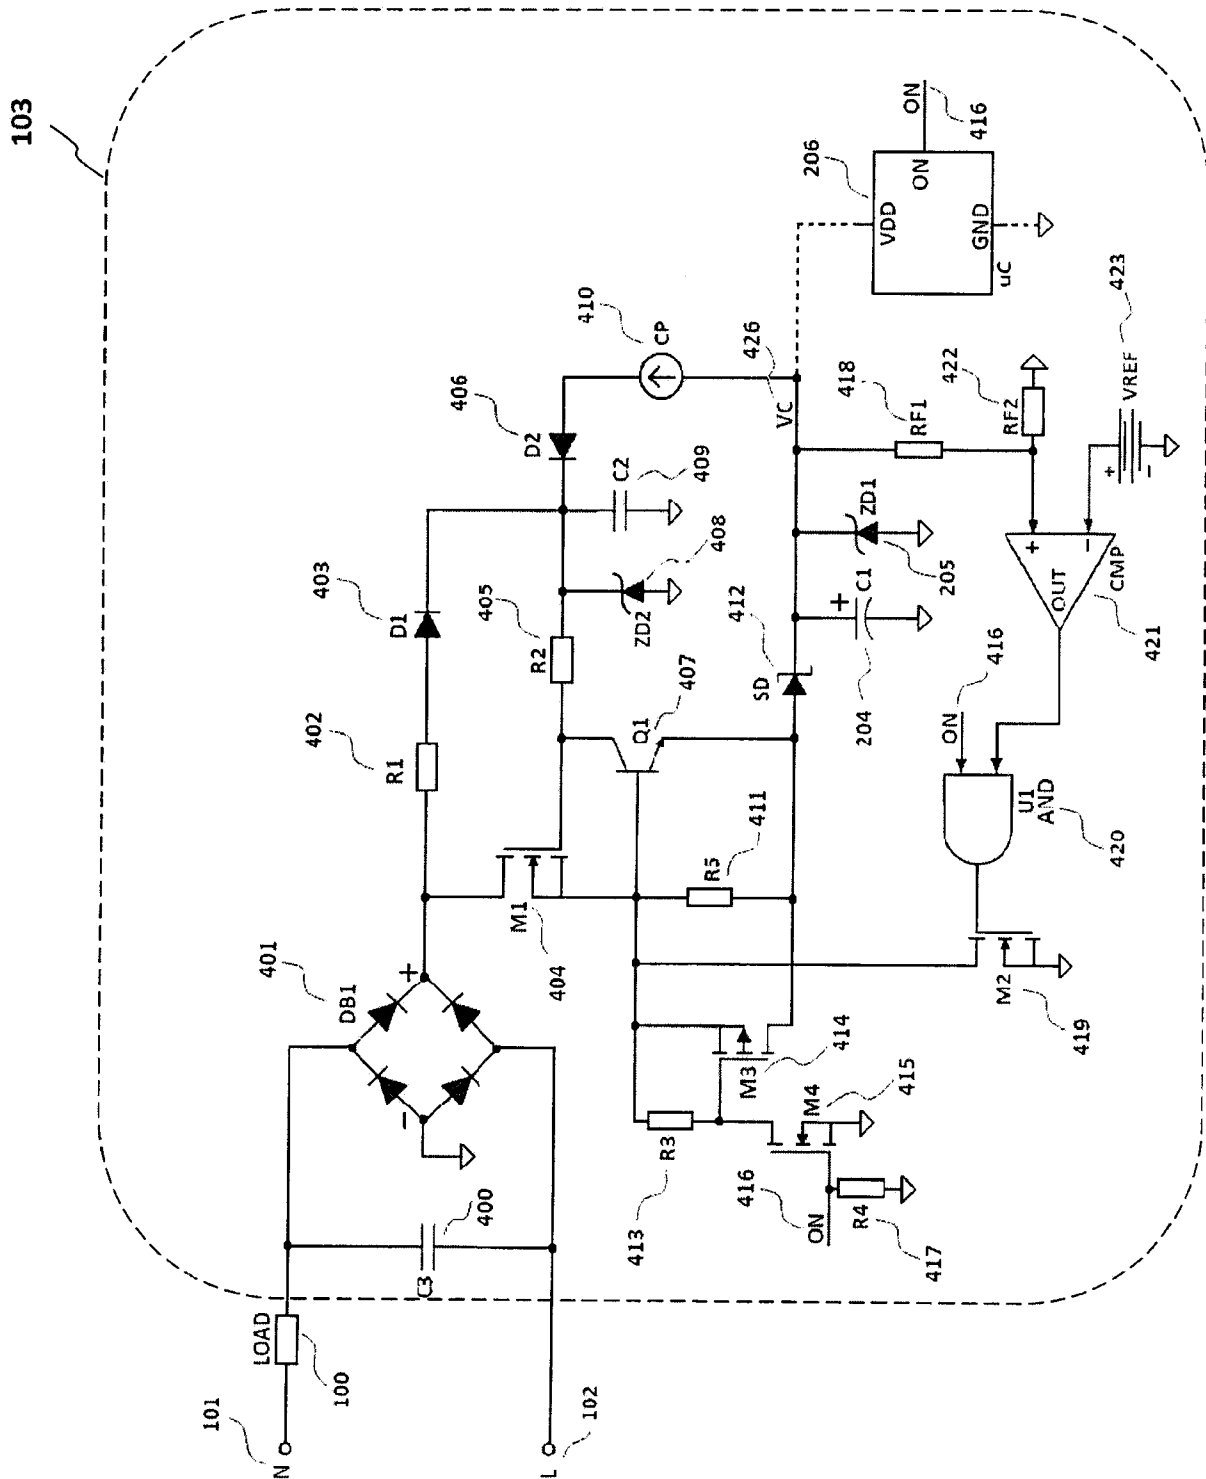 103
N
101
LOAD
100
L
102
C3
400
401
DB1
+
−
402
R1
403
D1
M1
404
405
R2
406
D2
ZD2
408
C2
409
Q1
407
410
CP
R5
411
SD
412
VC
426
R3
413
M3
414
M4
415
416
ON
R4
417
+
C1
204
ZD1
205
418
RF1
422
RF2
423
VREF
+
−
206
VDD
ON
GND
uC
ON
416
+
−
OUT
CMP
421
ON
416
U1
AND
420
M2
419